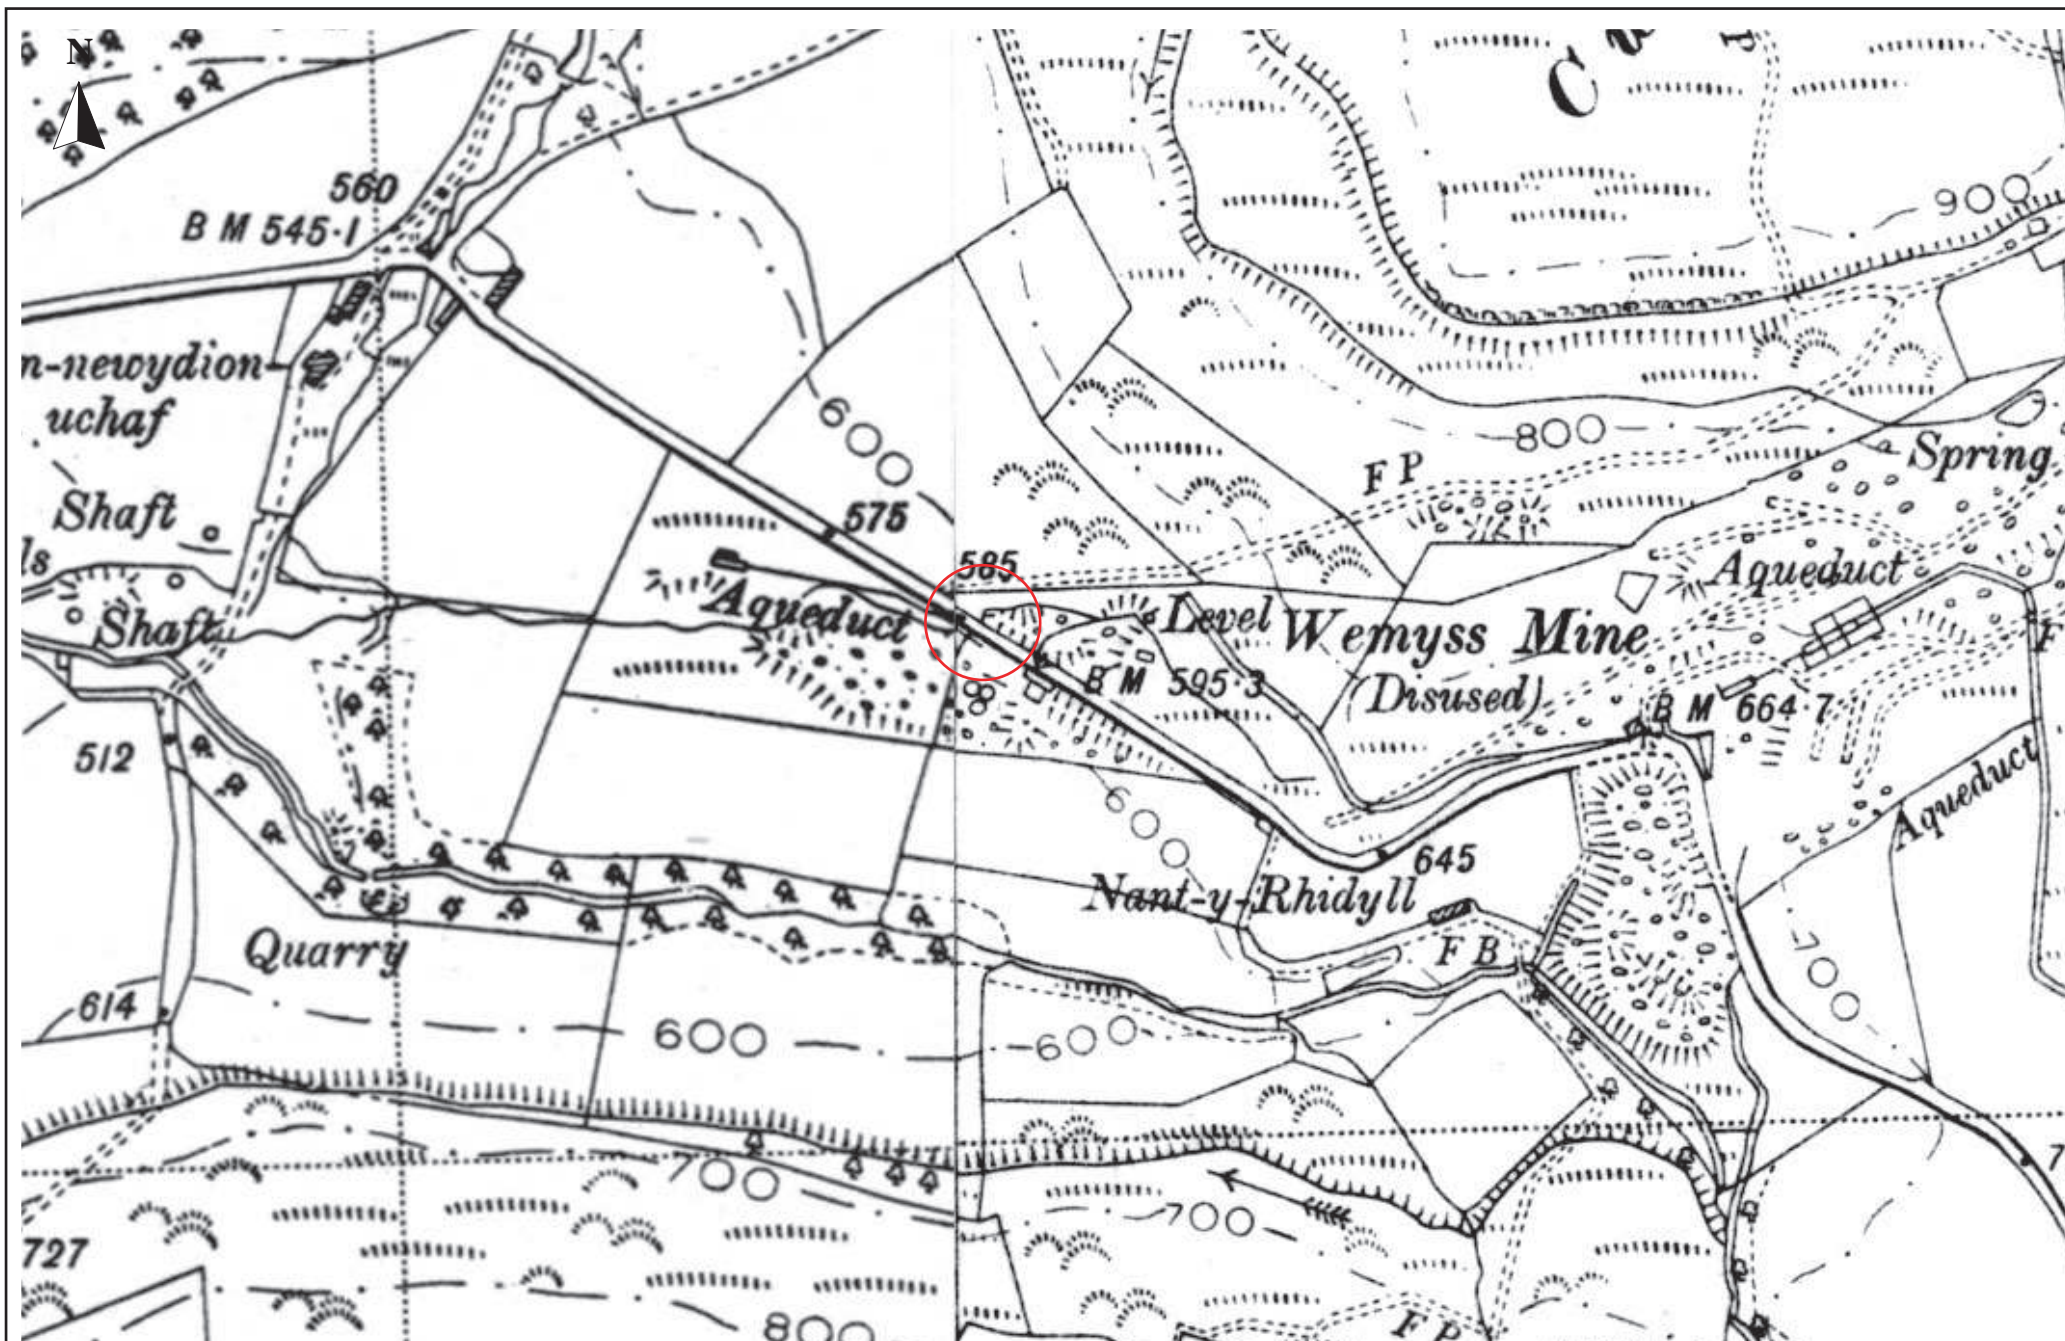 N
560
B M 545·1
900
n-newydion
uchaf
600
800
F P
Spring
Shaft
575
ls
585
Aqueduct
Aqueduct
Shaft
Level
Wemyss Mine
F
B M 595·3
(Disused)
B M 664·7
512
600
Aqueduct
645
Nant-y-Rhidyll
Quarry
F B
700
614
600
600
700
7
700
727
800
F P